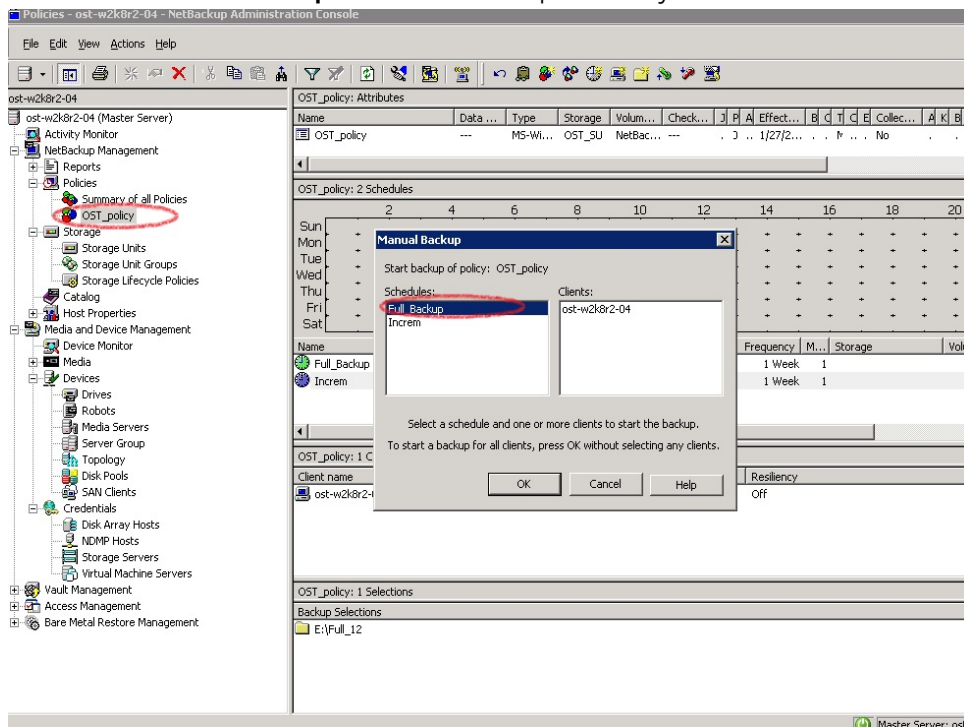 Policies - ost-w2k8r2-04 - NetBackup Administration Console
File Edit View Actions Help
ost-w2k8r2-04
ost-w2k8r2-04 (Master Server)
Activity Monitor
NetBackup Management
Reports
Policies
Summary of all Policies
OST_policy
Storage
Storage Units
Storage Unit Groups
Storage Lifecycle Policies
Catalog
Host Properties
Media and Device Management
Device Monitor
Media
Devices
Drives
Robots
Media Servers
Server Group
Topology
Disk Pools
SAN Clients
Credentials
Disk Array Hosts
NDMP Hosts
Storage Servers
Virtual Machine Servers
Vault Management
Access Management
Bare Metal Restore Management
OST_policy: Attributes
Name Data ... Type Storage Volum... Check... J P A Effect... B C T C E Collec... A K B
OST_policy --- MS-Wi... OST_SU NetBac... --- . J .. 1/27/2... . . . No
OST_policy: 2 Schedules
2 4 6 8 10 12 14 16 18 20
Sun
Mon
Tue
Wed
Thu
Fri
Sat
Manual Backup
Start backup of policy: OST_policy
Schedules: Clients:
Full_Backup ost-w2k8r2-04
Increm
Select a schedule and one or more clients to start the backup.
To start a backup for all clients, press OK without selecting any clients.
OK Cancel Help
Name Frequency M... Storage Vol
Full_Backup 1 Week 1
Increm 1 Week 1
OST_policy: 1 C
Client name Resiliency
ost-w2k8r2- Off
OST_policy: 1 Selections
Backup Selections
E:\Full_12
Master Server: ost